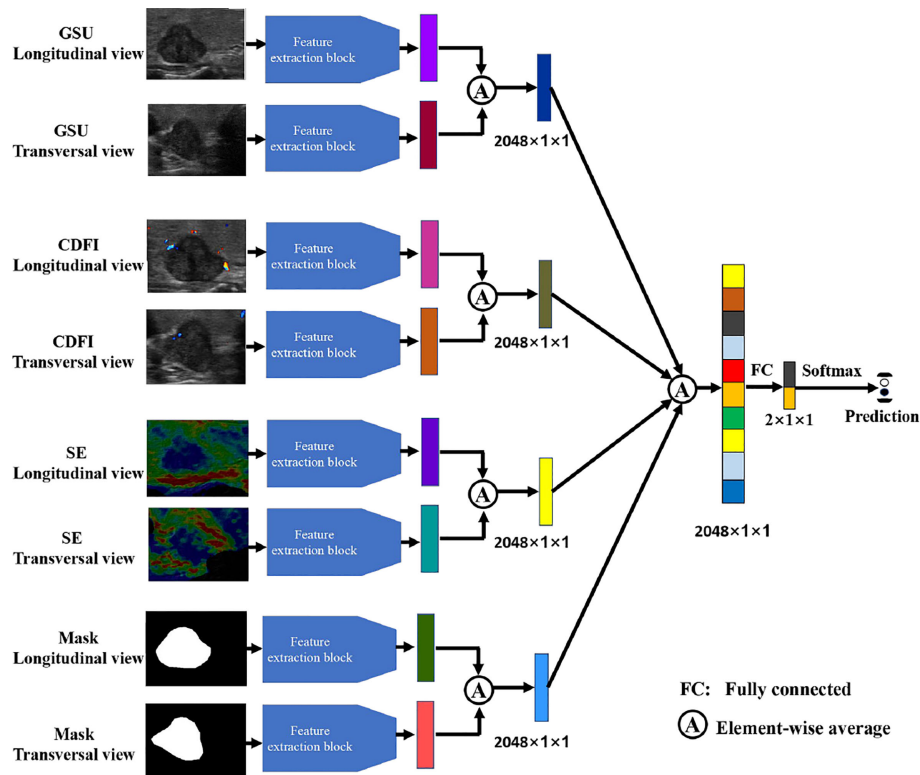 GSU
Longitudinal view
Feature
extraction block
A
2048×1×1
GSU
Transversal view
Feature
extraction block
CDFI
Longitudinal view
Feature
extraction block
A
2048×1×1
CDFI
Transversal view
Feature
extraction block
A
FC
Softmax
2×1×1
Prediction
2048×1×1
SE
Longitudinal view
Feature
extraction block
A
2048×1×1
SE
Transversal view
Feature
extraction block
Mask
Longitudinal view
Feature
extraction block
A
2048×1×1
Mask
Transversal view
Feature
extraction block
FC: Fully connected
A Element-wise average